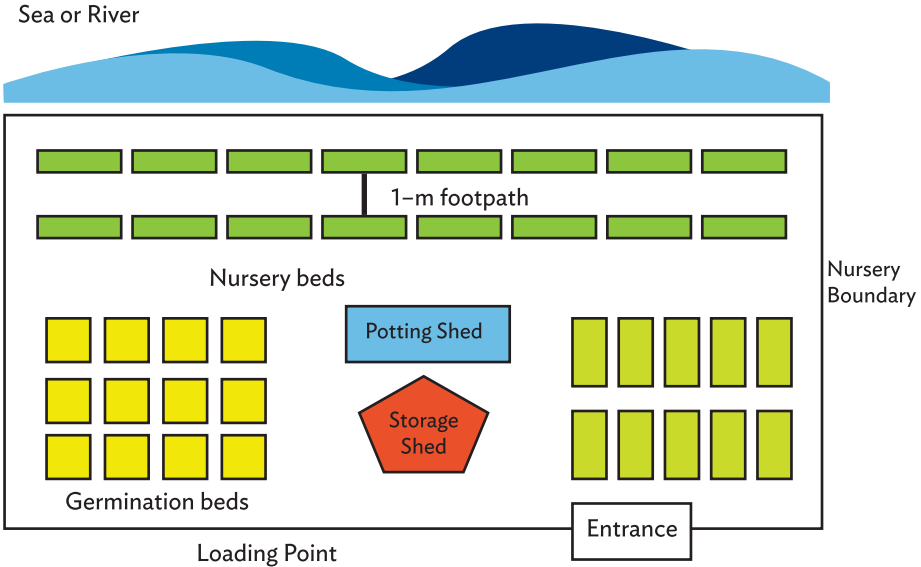 Sea or River
1–m footpath
Nursery beds
Nursery
Boundary
Potting Shed
Storage
Shed
Germination beds
Entrance
Loading Point